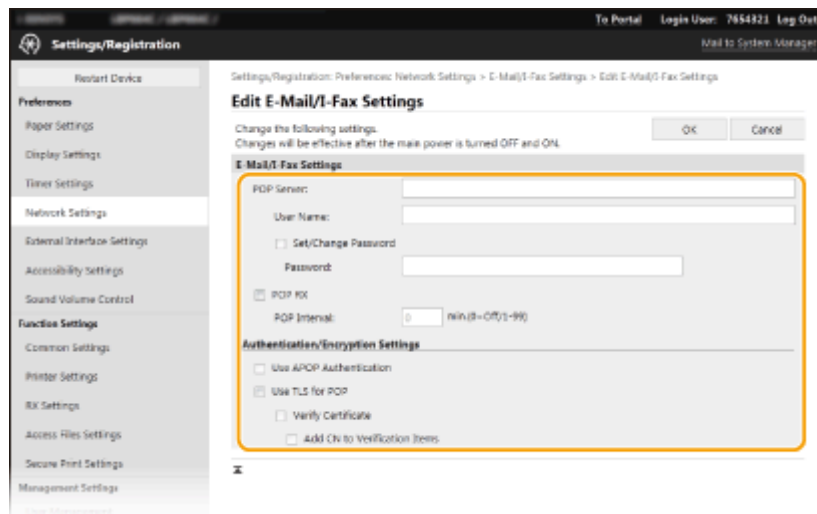 To Portal Login User: 7654321 Log Out
Settings/Registration
Mail to System Manager
Restart Device
Preferences
Paper Settings
Display Settings
Timer Settings
Network Settings
External Interface Settings
Accessibility Settings
Sound Volume Control
Function Settings
Common Settings
Printer Settings
RX Settings
Access Files Settings
Secure Print Settings
Management Settings
Settings/Registration: Preferences: Network Settings > E-Mail/I-Fax Settings > Edit E-Mail/I-Fax Settings
Edit E-Mail/I-Fax Settings
Change the following settings.
Changes will be effective after the main power is turned OFF and ON.
OK Cancel
E-Mail/I-Fax Settings
POP Server:
User Name:
Set/Change Password
Password:
POP RX
POP Interval: 0 min.(0=Off/1-99)
Authentication/Encryption Settings
Use APOP Authentication
Use TLS for POP
Verify Certificate
Add CN to Verification Items